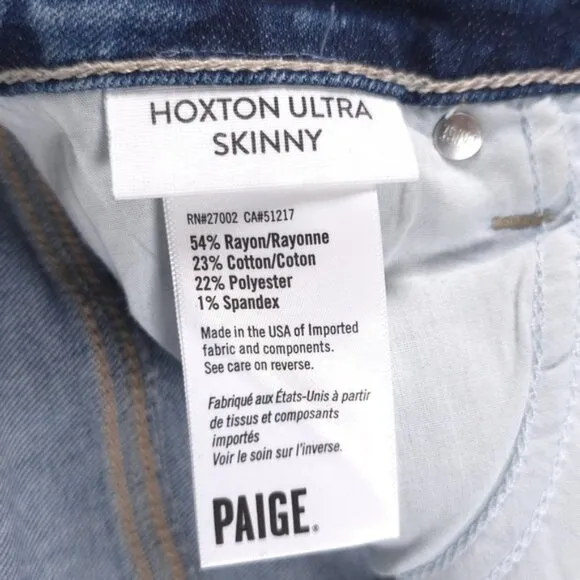 HOXTON ULTRA
SKINNY
RN#27002 CA#51217
54% Rayon/Rayonne
23% Cotton/Coton
22% Polyester
1% Spandex
Made in the USA of Imported
fabric and components.
See care on reverse.
Fabriqué aux États-Unis à partir
de tissus et composants
importés
Voir le soin sur l'inverse.
PAIGE®